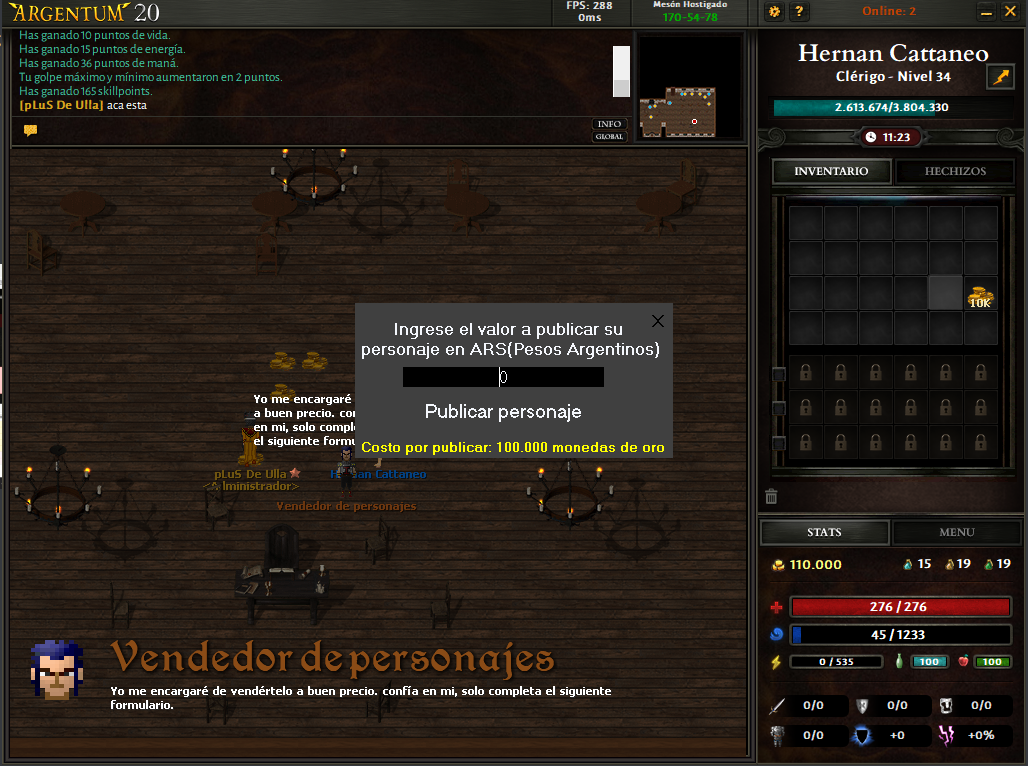 ARGENTUM 20
FPS: 288
0ms
Mesón Hostigado
170-54-78
?
Online: 2
Has ganado 10 puntos de vida.
Has ganado 15 puntos de energía.
Has ganado 36 puntos de maná.
Tu golpe máximo y mínimo aumentaron en 2 puntos.
Has ganado 165 skillpoints.
[pLuS De Ulla] aca esta
INFO
GLOBAL
Hernan Cattaneo
Clérigo - Nivel 34
2.613.674/3.804.330
11:23
INVENTARIO
HECHIZOS
10K
Ingrese el valor a publicar su
personaje en ARS(Pesos Argentinos)
0
Publicar personaje
Costo por publicar: 100.000 monedas de oro
Yo me encargaré
a buen precio. con
en mi, solo comple
el siguiente formu
pLuS De Ulla
Cattaneo
Vendedor de personajes
Vendedor de personajes
Yo me encargaré de vendértelo a buen precio. confía en mi, solo completa el siguiente
formulario.
STATS
MENU
110.000
15
19
19
276 / 276
45 / 1233
0 / 535
100
100
0/0
0/0
0/0
0/0
+0
+0%